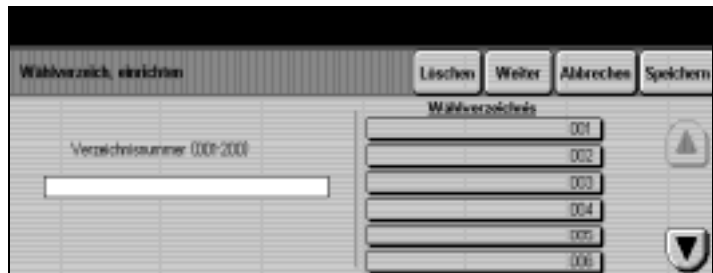 Wählverzeich. einrichten
Löschen
Weiter
Abbrechen
Speichern
Verzeichnisnummer (001-200)
Wählverzeichnis
001
002
003
004
005
006